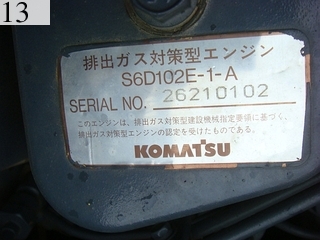 13
排出ガス対策型エンジン
S6D102E-1-A
SERIAL NO. 26210102
このエンジンは、排出ガス対策型建設機械指定要領に基づく、
排出ガス対策型エンジンの認定を受けたものである。
KOMATSU